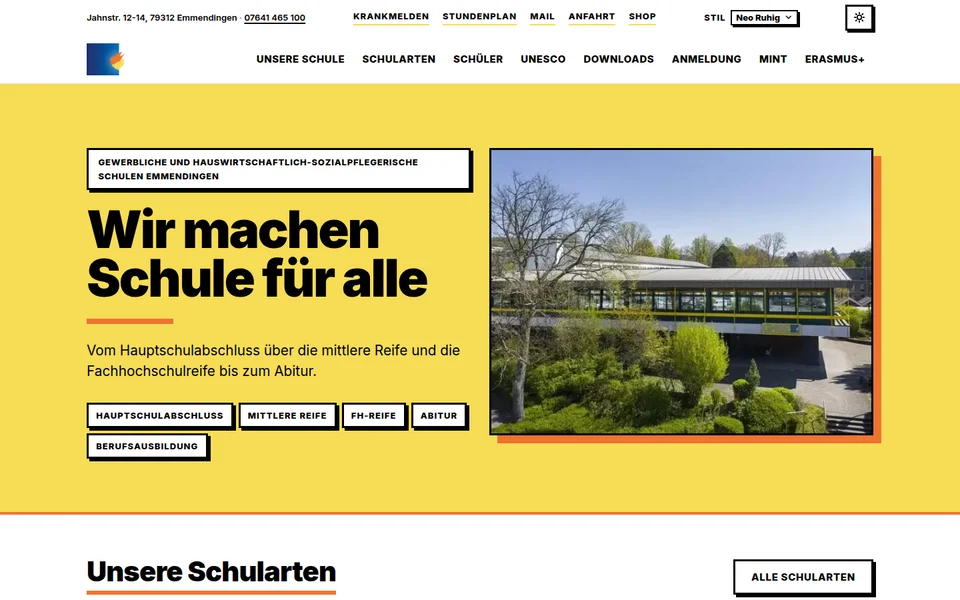 Jahnstr. 12-14, 79312 Emmendingen · 07641 465 100
KRANKMELDEN STUNDENPLAN MAIL ANFAHRT SHOP
STIL Neo Ruhig
UNSERE SCHULE SCHULARTEN SCHÜLER UNESCO DOWNLOADS ANMELDUNG MINT ERASMUS+
GEWERBLICHE UND HAUSWIRTSCHAFTLICH-SOZIALPFLEGERISCHE
SCHULEN EMMENDINGEN
Wir machen
Schule für alle
Vom Hauptschulabschluss über die mittlere Reife und die
Fachhochschulreife bis zum Abitur.
HAUPTSCHULABSCHLUSS MITTLERE REIFE FH-REIFE ABITUR
BERUFSAUSBILDUNG
Unsere Schularten
ALLE SCHULARTEN